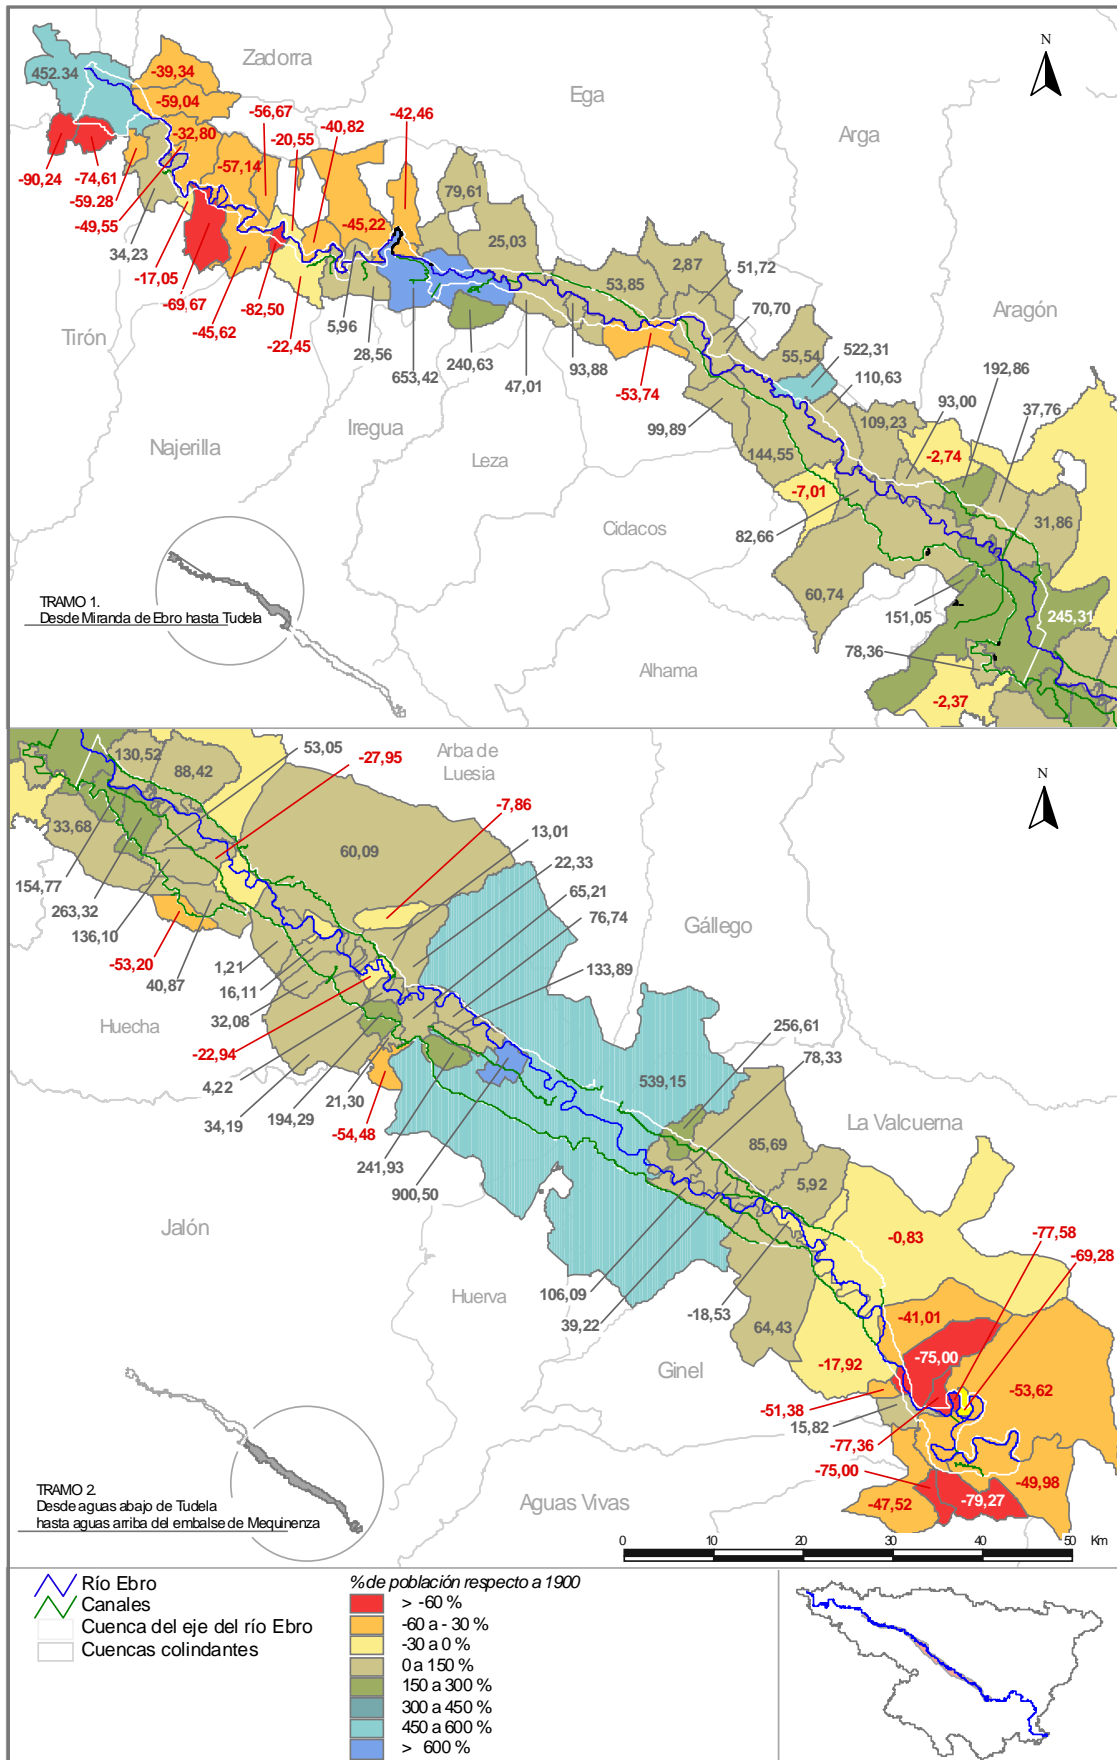 Zadorra
Ega
Arga
Aragón
Tirón
Najerilla
Iregua
Leza
Cidacos
Alhama
N
452.34
-39,34
-59,04
-32,80
-56,67
-20,55
-40,82
-42,46
-57,14
-90,24
-74,61
-59.28
-49,55
34,23
-17,05
-69,67
-45,62
-82,50
-22,45
-45,22
5,96
28,56
653,42
240,63
79,61
25,03
47,01
93,88
53,85
-53,74
2,87
51,72
70,70
55,54
522,31
110,63
99,89
144,55
109,23
93,00
192,86
37,76
-2,74
-7,01
82,66
31,86
60,74
151,05
245,31
78,36
-2,37
TRAMO 1.
Desde Miranda de Ebro hasta Tudela
Arba de
Luesia
Gállego
La Valcuerna
Huecha
Jalón
Huerva
Ginel
Aguas Vivas
N
130,52
88,42
53,05
-27,95
33,68
154,77
263,32
136,10
-53,20
40,87
60,09
-7,86
13,01
22,33
65,21
76,74
133,89
1,21
16,11
32,08
-22,94
4,22
34,19
194,29
21,30
-54,48
241,93
900,50
539,15
256,61
78,33
85,69
5,92
106,09
39,22
-18,53
64,43
-0,83
-77,58
-69,28
-41,01
-75,00
-17,92
-53,62
-51,38
15,82
-77,36
-75,00
-47,52
-79,27
-49,98
TRAMO 2.
Desde aguas abajo de Tudela
hasta aguas arriba del embalse de Mequinenza
0 10 20 30 40 50 Km
Río Ebro
Canales
Cuenca del eje del río Ebro
Cuencas colindantes
% de población respecto a 1900
> -60 %
-60 a - 30 %
-30 a 0 %
0 a 150 %
150 a 300 %
300 a 450 %
450 a 600 %
> 600 %